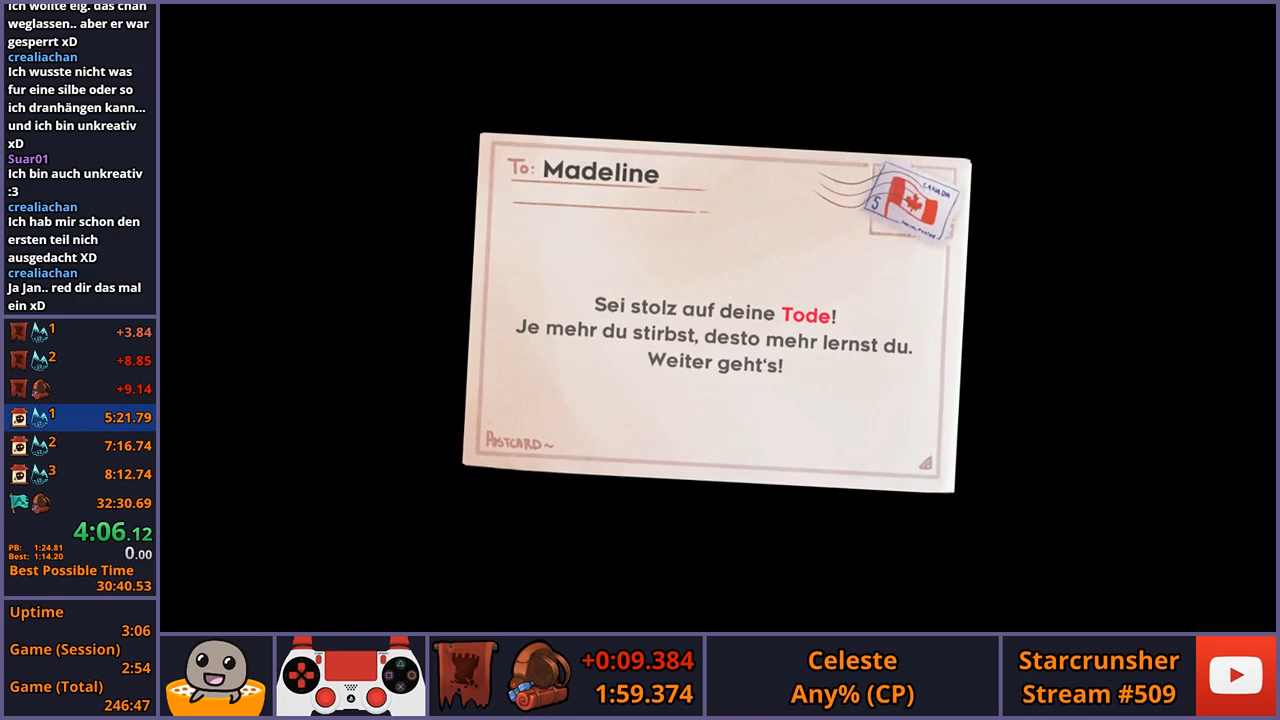 Ich wollte eig. das chan
weglassen.. aber er war
gesperrt xD
crealiachan
Ich wusste nicht was
fur eine silbe oder so
ich dranhängen kann...
und ich bin unkreativ
xD
Suar01
Ich bin auch unkreativ
:3
crealiachan
Ich hab mir schon den
ersten teil nich
ausgedacht XD
crealiachan
Ja Jan.. red dir das mal
ein xD
1 +3.84
2 +8.85
+9.14
1 5:21.79
2 7:16.74
3 8:12.74
32:30.69
4:06.12
PB: 1:24.81
Best: 1:14.20
0.00
Best Possible Time
30:40.53
Uptime
3:06
Game (Session)
2:54
Game (Total)
246:47
To: Madeline
CANADA
5
Sei stolz auf deine Tode!
Je mehr du stirbst, desto mehr lernst du.
Weiter geht's!
POSTCARD~
+0:09.384
1:59.374
Celeste
Any% (CP)
Starcrunsher
Stream #509